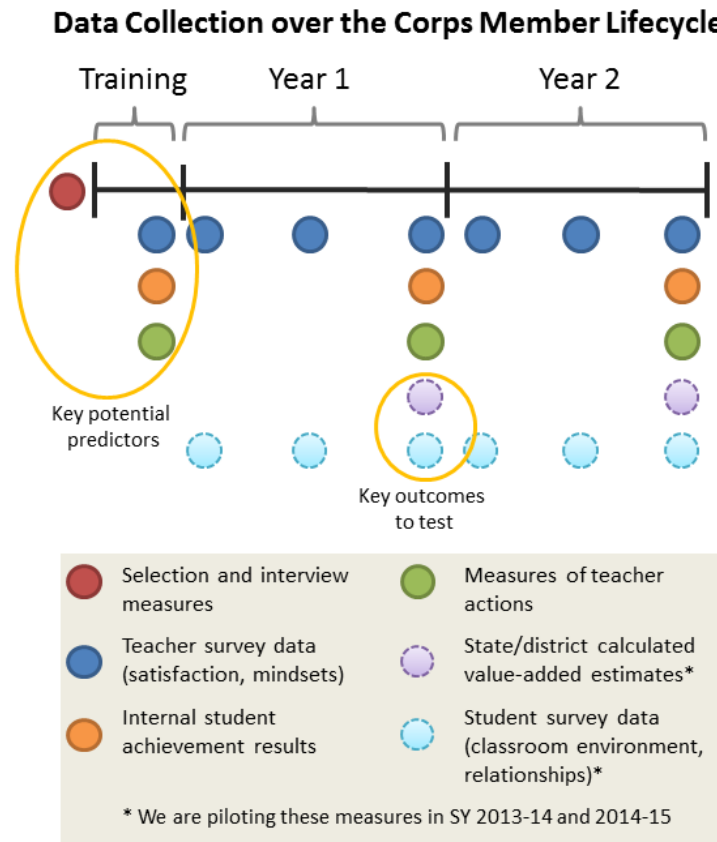 Data Collection over the Corps Member Lifecycle
Training
Year 1
Year 2
Key potential
predictors
Key outcomes
to test
Selection and interview
measures
Measures of teacher
actions
Teacher survey data
(satisfaction, mindsets)
State/district calculated
value-added estimates*
Internal student
achievement results
Student survey data
(classroom environment,
relationships)*
* We are piloting these measures in SY 2013-14 and 2014-15